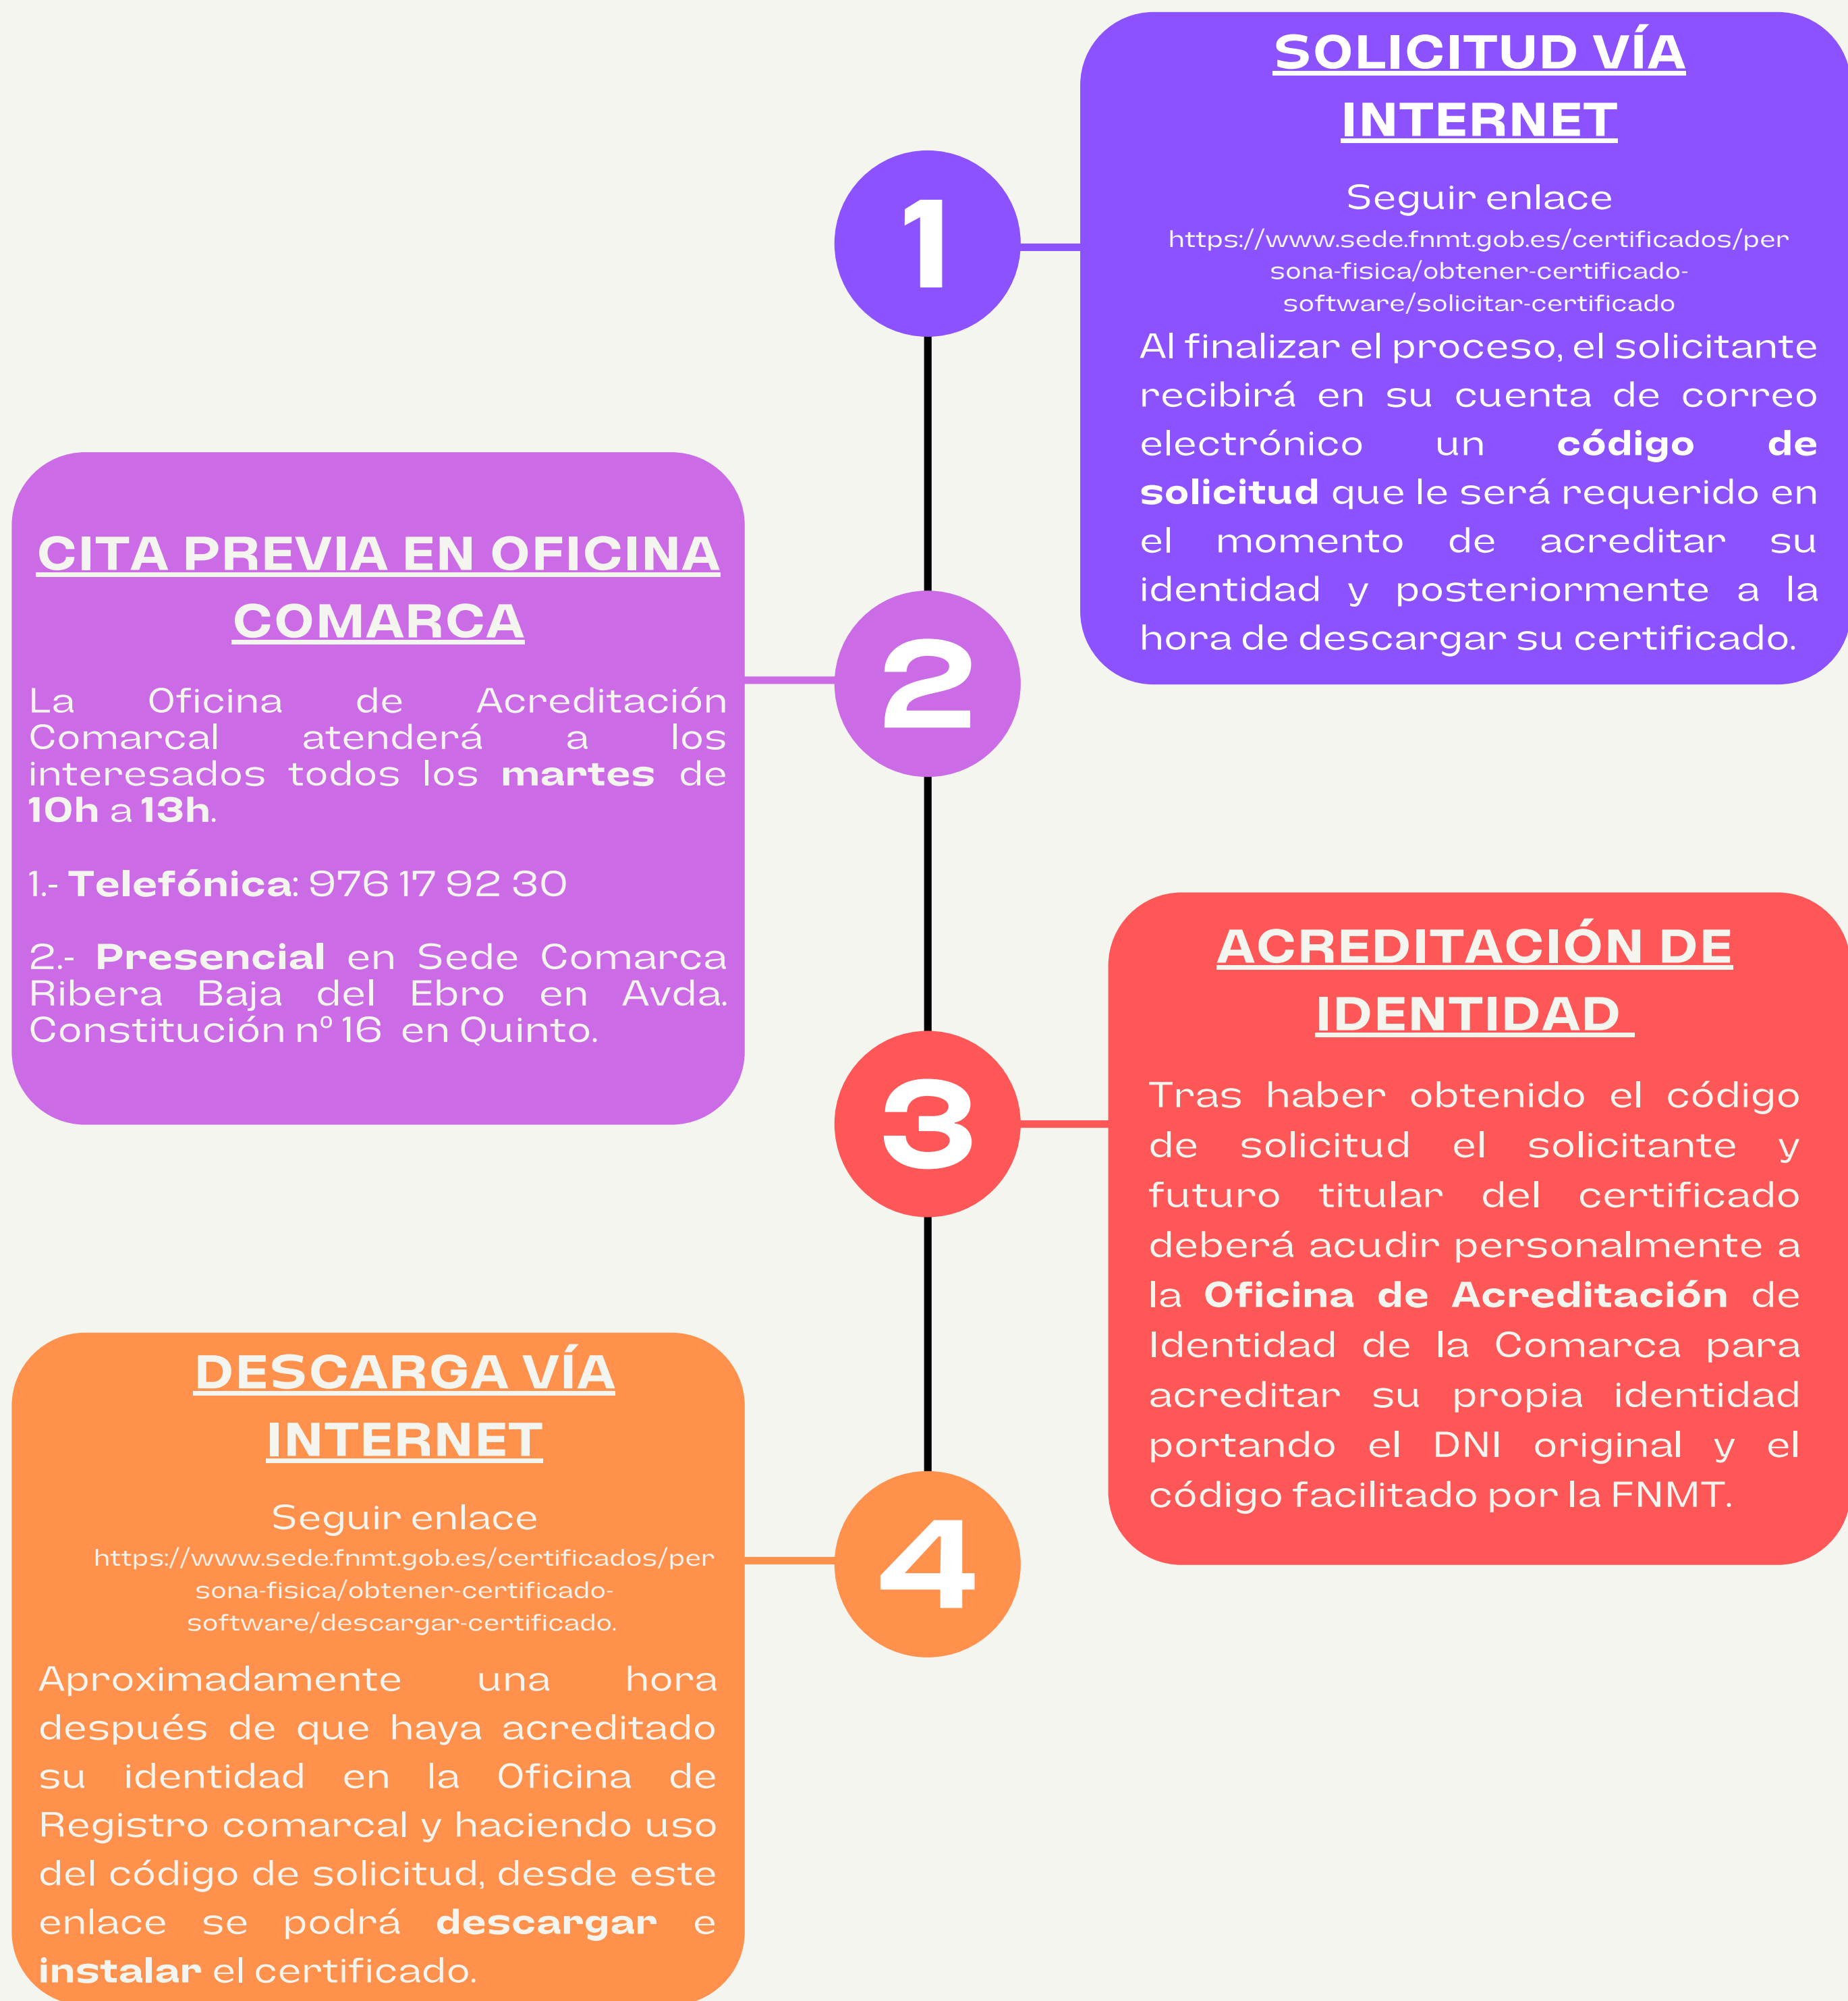 1
SOLICITUD VÍA
INTERNET
Seguir enlace
https://www.sede.fnmt.gob.es/certificados/per
sona-fisica/obtener-certificado-
software/solicitar-certificado
Al finalizar el proceso, el solicitante
recibirá en su cuenta de correo
electrónico un código de
solicitud que le será requerido en
el momento de acreditar su
identidad y posteriormente a la
hora de descargar su certificado.
2
CITA PREVIA EN OFICINA
COMARCA
La Oficina de Acreditación
Comarcal atenderá a los
interesados todos los martes de
10h a 13h.
1.- Telefónica: 976 17 92 30
2.- Presencial en Sede Comarca
Ribera Baja del Ebro en Avda.
Constitución nº 16 en Quinto.
3
ACREDITACIÓN DE
IDENTIDAD
Tras haber obtenido el código
de solicitud el solicitante y
futuro titular del certificado
deberá acudir personalmente a
la Oficina de Acreditación de
Identidad de la Comarca para
acreditar su propia identidad
portando el DNI original y el
código facilitado por la FNMT.
4
DESCARGA VÍA
INTERNET
Seguir enlace
https://www.sede.fnmt.gob.es/certificados/per
sona-fisica/obtener-certificado-
software/descargar-certificado.
Aproximadamente una hora
después de que haya acreditado
su identidad en la Oficina de
Registro comarcal y haciendo uso
del código de solicitud, desde este
enlace se podrá descargar e
instalar el certificado.